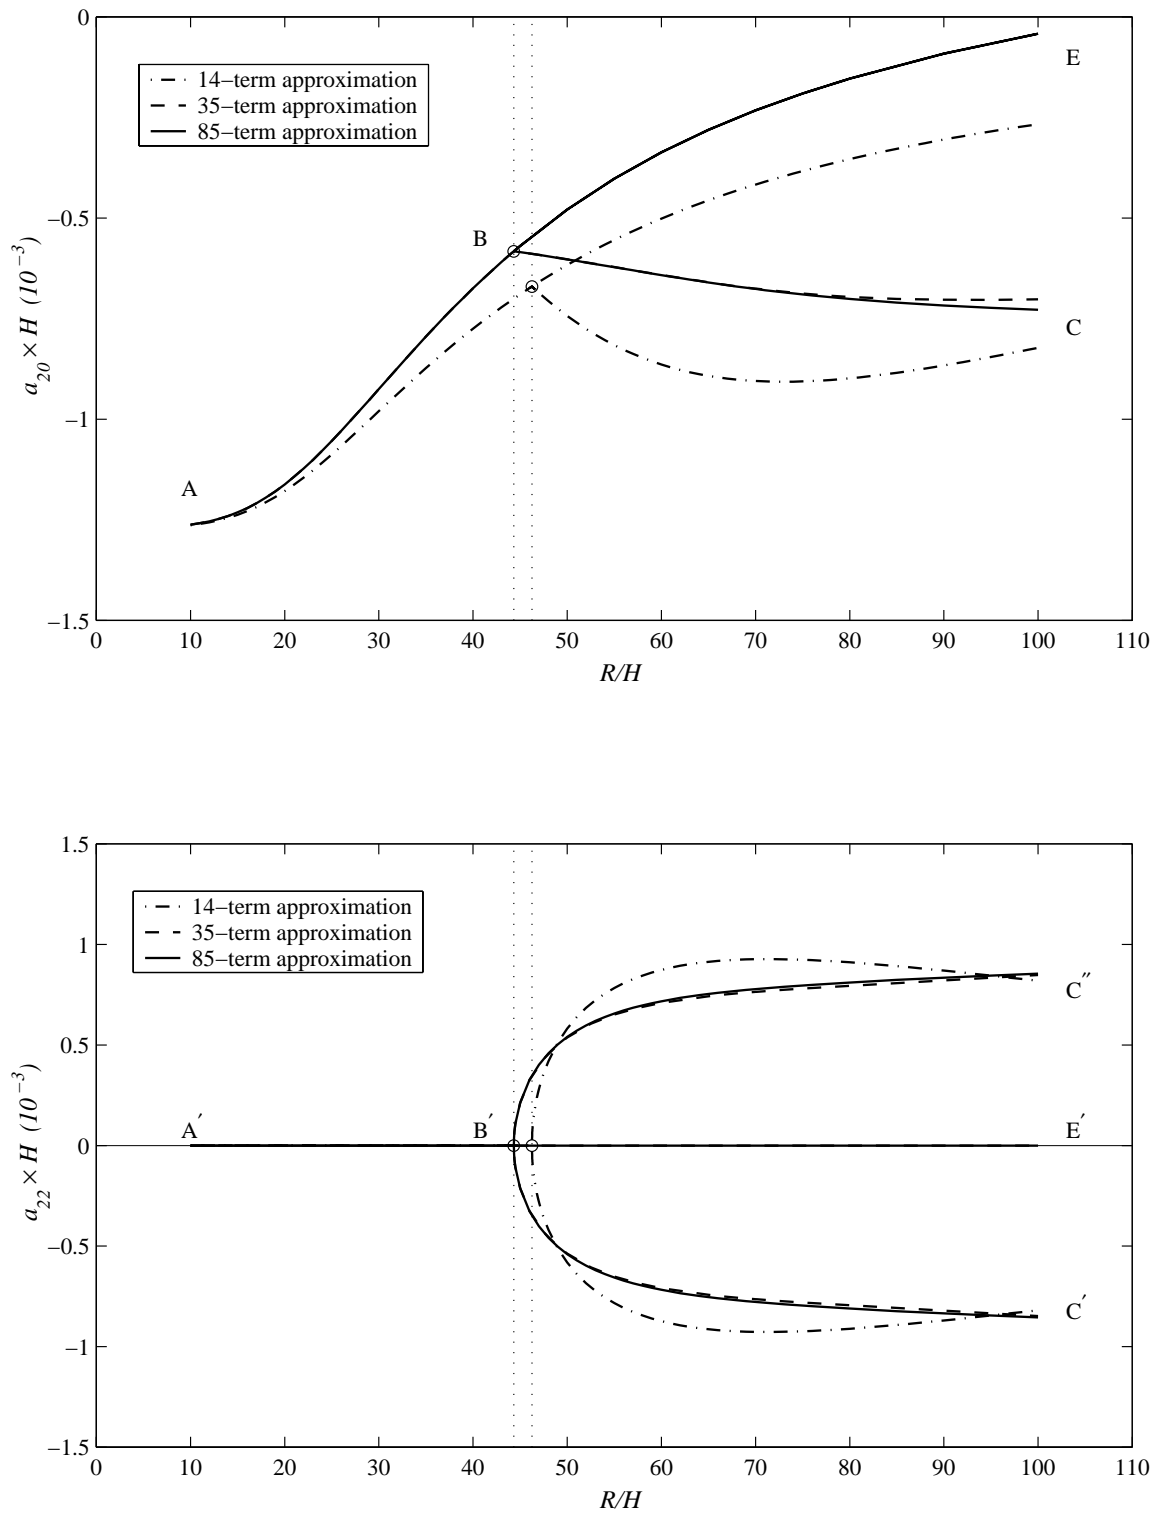 0
−0.5
−1
−1.5
a20 × H (10−3)
14−term approximation
35−term approximation
85−term approximation
A
B
E
C
0 10 20 30 40 50 60 70 80 90 100 110
R/H
1.5
1
0.5
0
−0.5
−1
−1.5
a22 × H (10−3)
14−term approximation
35−term approximation
85−term approximation
A′
B′
C″
E′
C′
0 10 20 30 40 50 60 70 80 90 100 110
R/H